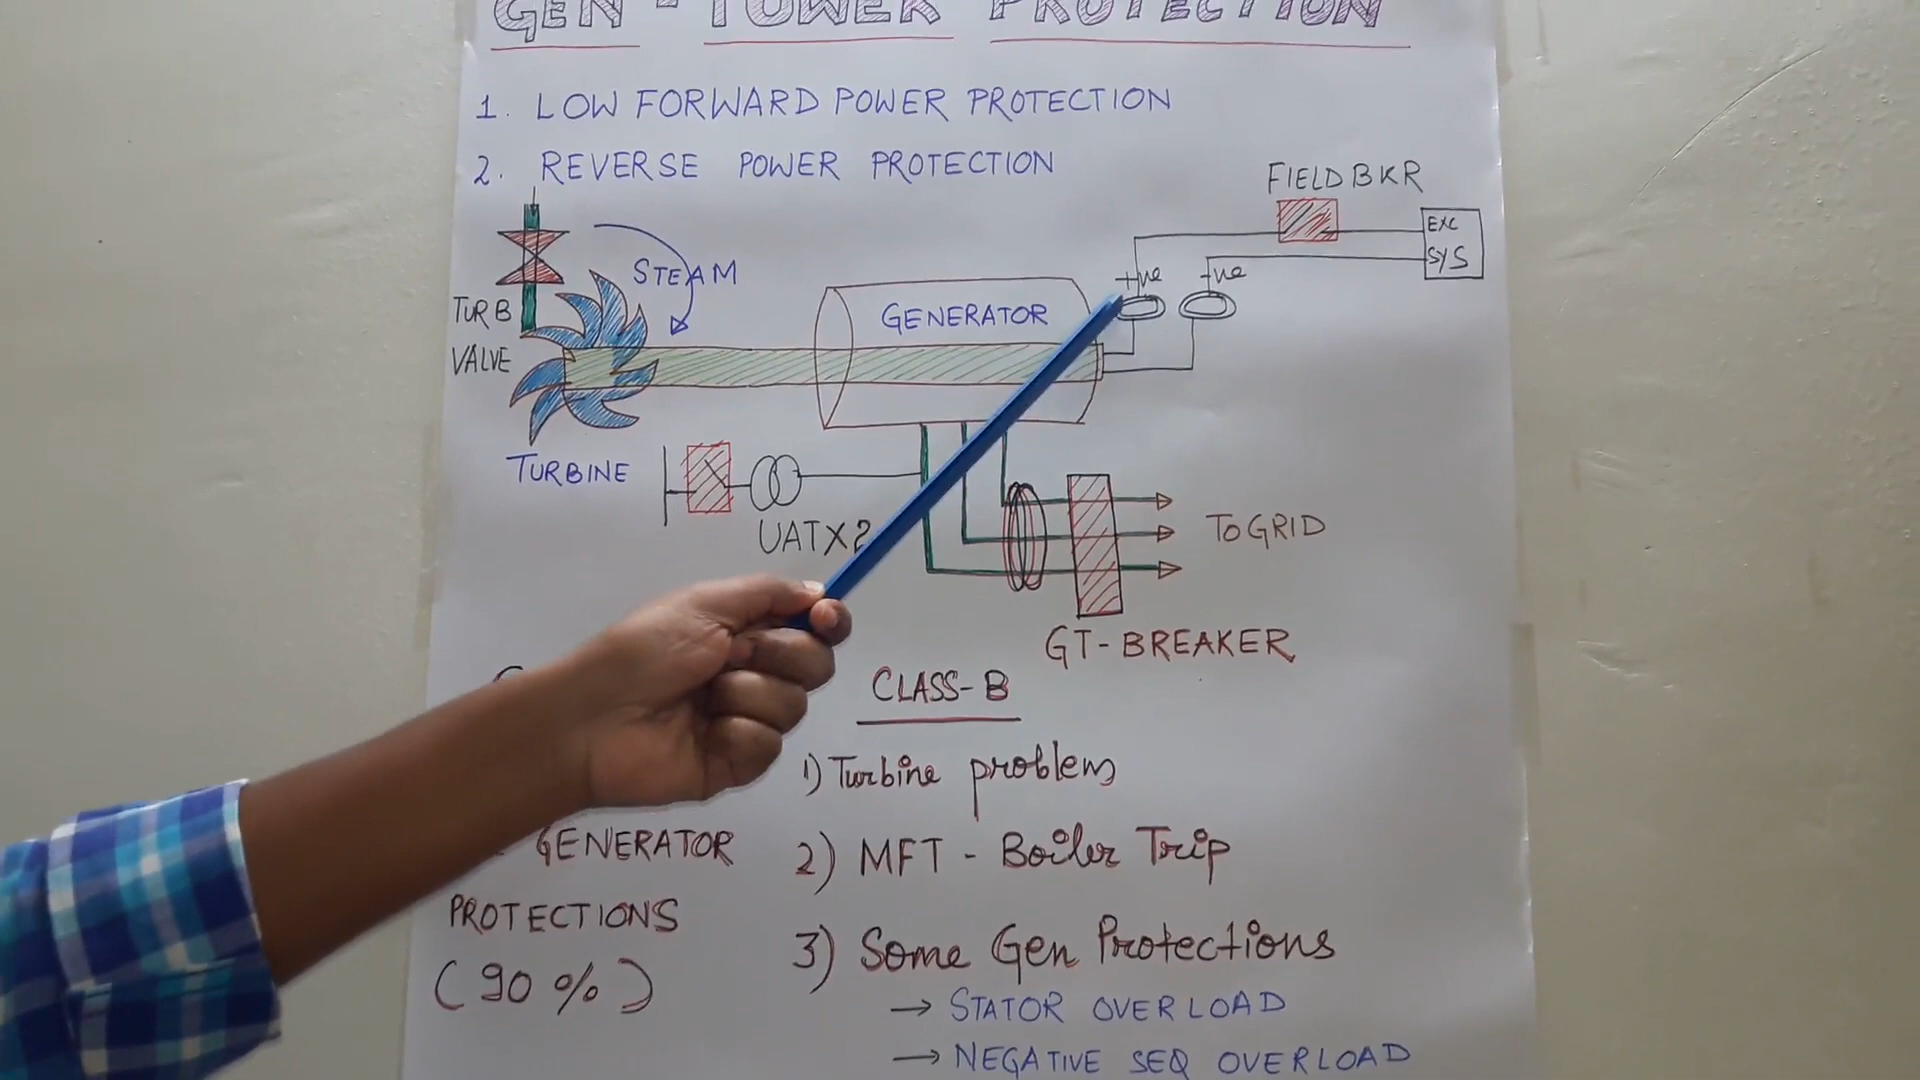 GEN - POWER PROTECTION
1. LOW FORWARD POWER PROTECTION
2. REVERSE POWER PROTECTION
FIELD BKR
EXC
SYS
+ve
-ve
STEAM
TURB
VALVE
GENERATOR
TURBINE
UATX2
TO GRID
GT-BREAKER
CLASS-B
1) Turbine problem
GENERATOR
PROTECTIONS
(90%)
2) MFT - Boiler Trip
3) Some Gen Protections
→ STATOR OVERLOAD
→ NEGATIVE SEQ OVERLOAD